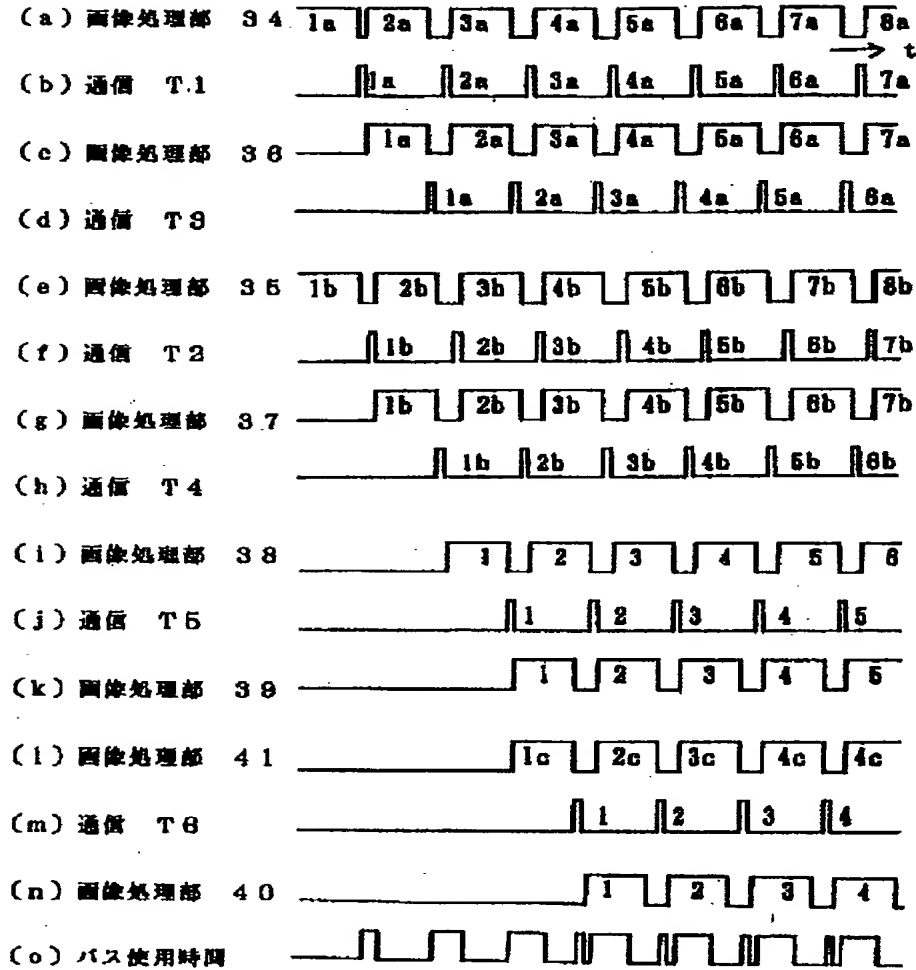 (a) 画像処理部 34 1a 2a 3a 4a 5a 6a 7a 8a
t
(b) 通信 T.1 1a 2a 3a 4a 5a 6a 7a
(c) 画像処理部 36 1a 2a 3a 4a 5a 6a 7a
(d) 通信 T3 1a 2a 3a 4a 5a 6a
(e) 画像処理部 35 1b 2b 3b 4b 5b 6b 7b 8b
(f) 通信 T2 1b 2b 3b 4b 5b 6b 7b
(g) 画像処理部 37 1b 2b 3b 4b 5b 6b 7b
(h) 通信 T4 1b 2b 3b 4b 5b 6b
(i) 画像処理部 38 1 2 3 4 5 6
(j) 通信 T5 1 2 3 4 5
(k) 画像処理部 39 1 2 3 4 5
(l) 画像処理部 41 1c 2c 3c 4c 4c
(m) 通信 T6 1 2 3 4
(n) 画像処理部 40 1 2 3 4
(o) バス使用時間